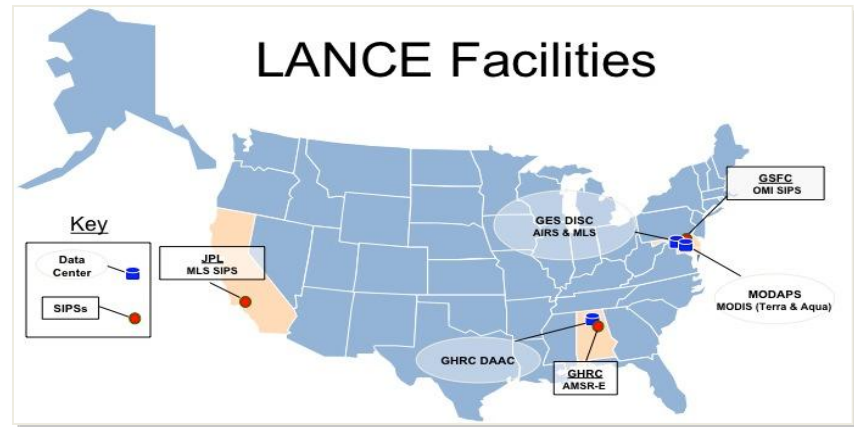 LANCE Facilities
GSFC
OMI SIPS
GES DISC
AIRS & MLS
Key
Data
Center
SIPSs
JPL
MLS SIPS
MODAPS
MODIS (Terra & Aqua)
GHRC DAAC
GHRC
AMSR-E